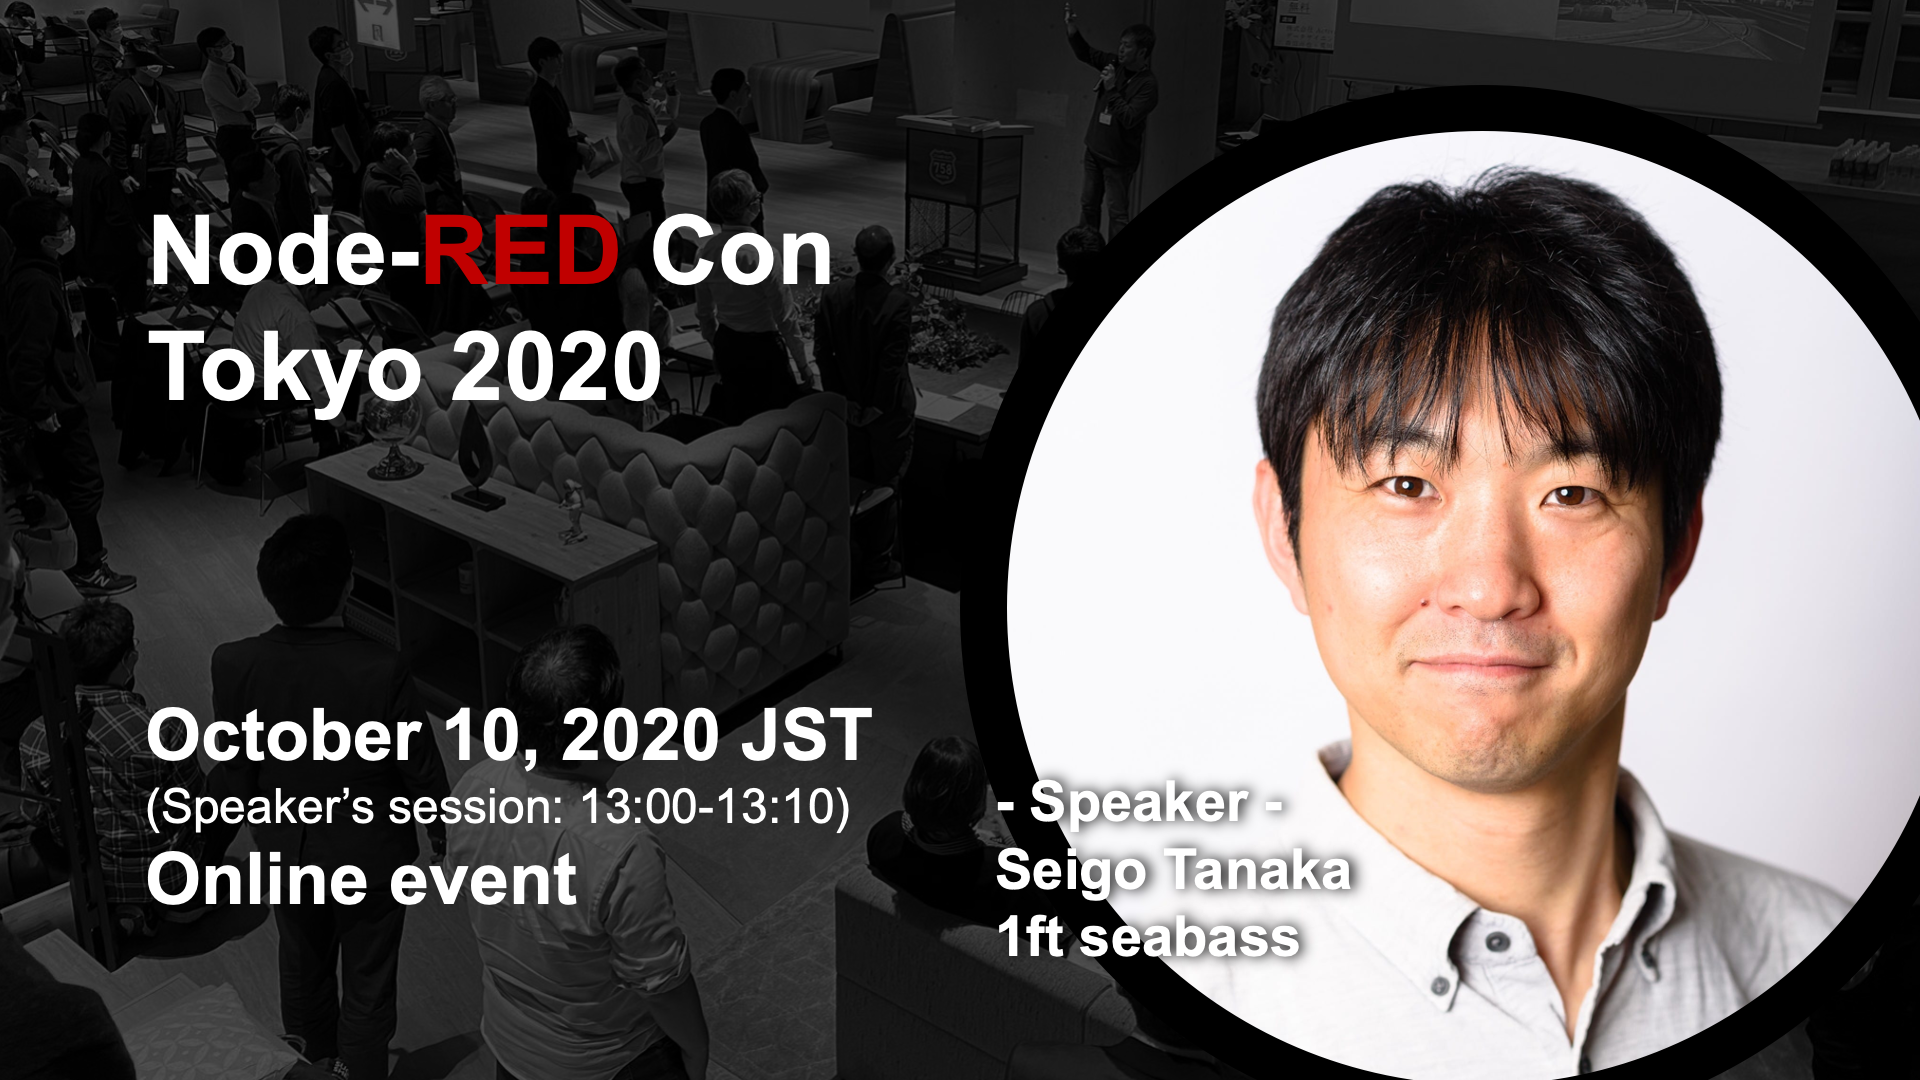 Node-RED Con
Tokyo 2020
October 10, 2020 JST
(Speaker’s session: 13:00-13:10)
Online event
- Speaker -
Seigo Tanaka
1ft seabass
758